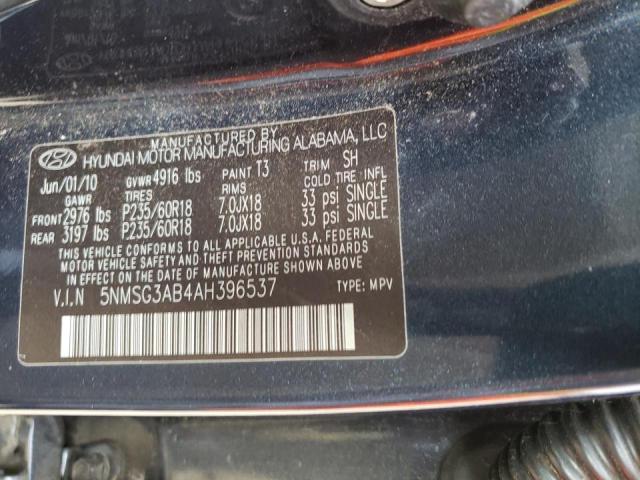 MANUFACTURED BY
HYUNDAI MOTOR MANUFACTURING ALABAMA, LLC
Jun/01/10 GVWR 4916 lbs PAINT T3 TRIM SH
GAWR TIRES RIMS COLD TIRE INFL
FRONT 2976 lbs P235/60R18 7.0JX18 33 psi SINGLE
REAR 3197 lbs P235/60R18 7.0JX18 33 psi SINGLE
THIS VEHICLE CONFORMS TO ALL APPLICABLE U.S.A. FEDERAL
MOTOR VEHICLE SAFETY AND THEFT PREVENTION STANDARDS
IN EFFECT ON THE DATE OF MANUFACTURE SHOWN ABOVE.
V.I.N 5NMSG3AB4AH396537 TYPE: MPV